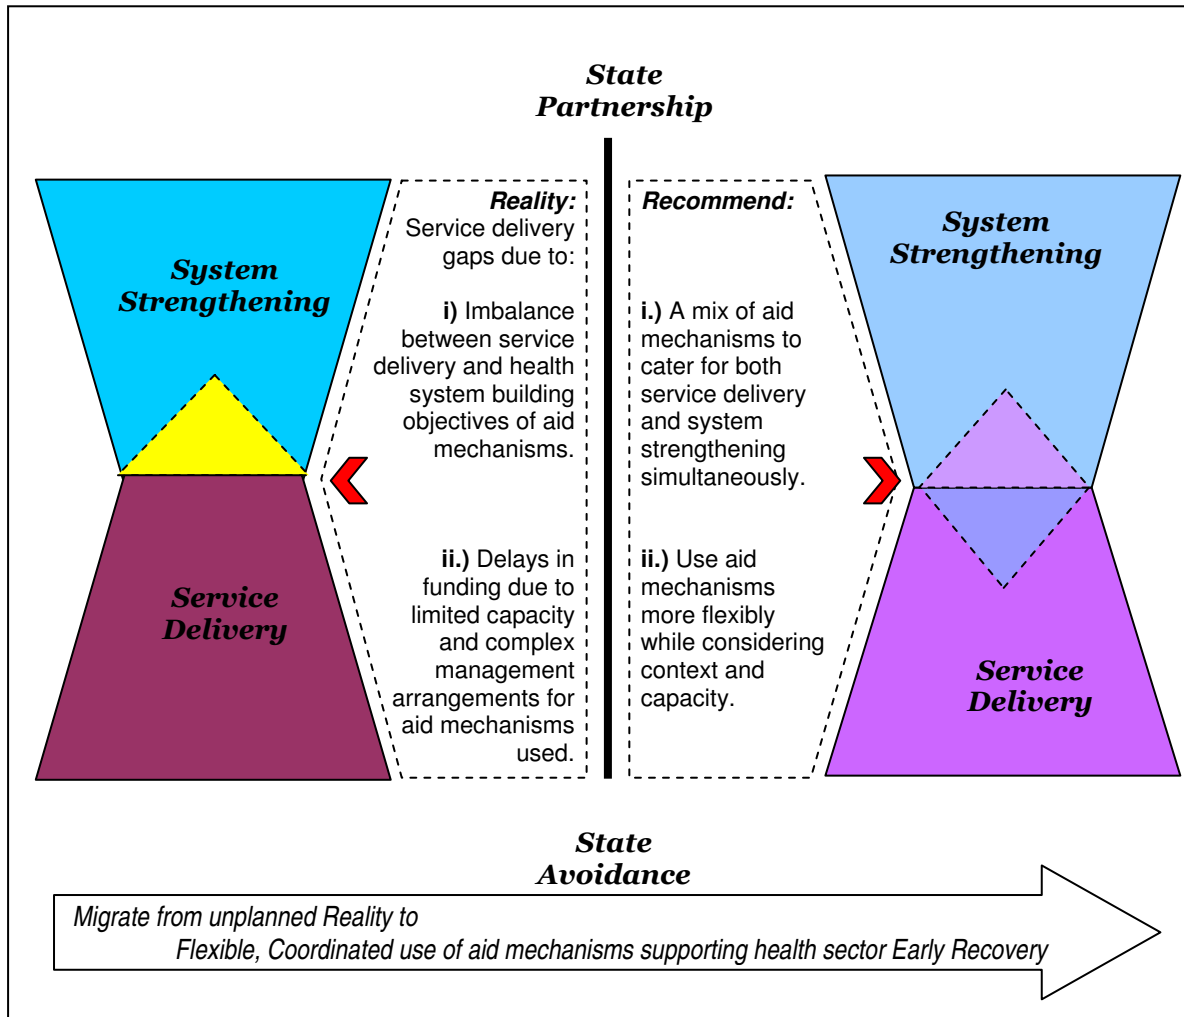 State
Partnership
System
Strengthening
Service
Delivery
Reality:
Service delivery
gaps due to:
i) Imbalance
between service
delivery and health
system building
objectives of aid
mechanisms.
ii.) Delays in
funding due to
limited capacity
and complex
management
arrangements for
aid mechanisms
used.
Recommend:
i.) A mix of aid
mechanisms to
cater for both
service delivery
and system
strengthening
simultaneously.
ii.) Use aid
mechanisms
more flexibly
while considering
context and
capacity.
System
Strengthening
Service
Delivery
State
Avoidance
Migrate from unplanned Reality to
Flexible, Coordinated use of aid mechanisms supporting health sector Early Recovery